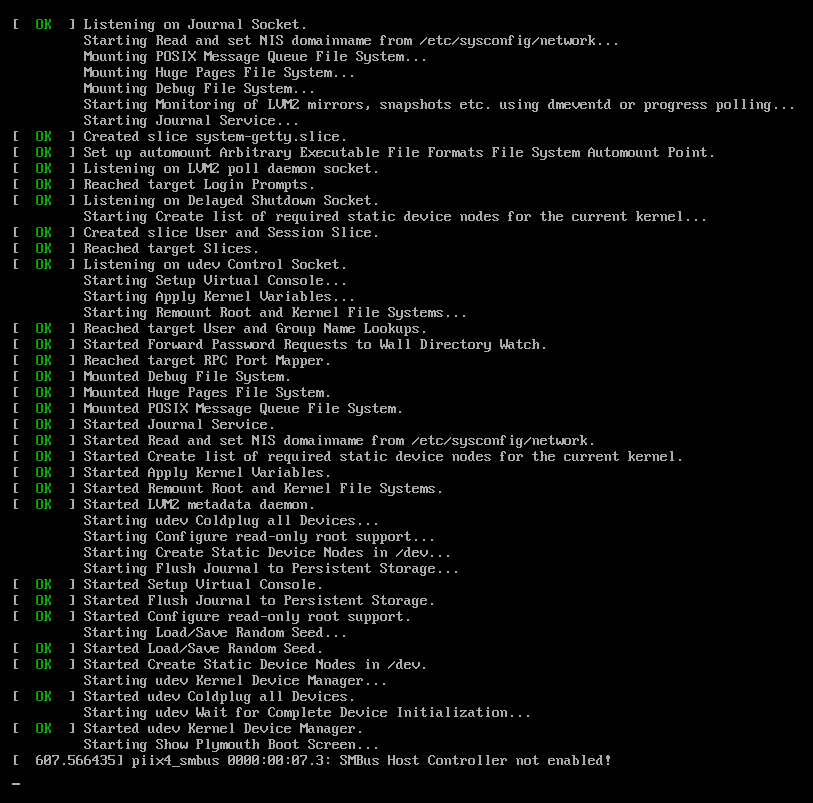 [  OK  ] Listening on Journal Socket.
         Starting Read and set NIS domainname from /etc/sysconfig/network...
         Mounting POSIX Message Queue File System...
         Mounting Huge Pages File System...
         Mounting Debug File System...
         Starting Monitoring of LVM2 mirrors, snapshots etc. using dmeventd or progress polling...
         Starting Journal Service...
[  OK  ] Created slice system-getty.slice.
[  OK  ] Set up automount Arbitrary Executable File Formats File System Automount Point.
[  OK  ] Listening on LVM2 poll daemon socket.
[  OK  ] Reached target Login Prompts.
[  OK  ] Listening on Delayed Shutdown Socket.
         Starting Create list of required static device nodes for the current kernel...
[  OK  ] Created slice User and Session Slice.
[  OK  ] Reached target Slices.
[  OK  ] Listening on udev Control Socket.
         Starting Setup Virtual Console...
         Starting Apply Kernel Variables...
         Starting Remount Root and Kernel File Systems...
[  OK  ] Reached target User and Group Name Lookups.
[  OK  ] Started Forward Password Requests to Wall Directory Watch.
[  OK  ] Reached target RPC Port Mapper.
[  OK  ] Mounted Debug File System.
[  OK  ] Mounted Huge Pages File System.
[  OK  ] Mounted POSIX Message Queue File System.
[  OK  ] Started Journal Service.
[  OK  ] Started Read and set NIS domainname from /etc/sysconfig/network.
[  OK  ] Started Create list of required static device nodes for the current kernel.
[  OK  ] Started Apply Kernel Variables.
[  OK  ] Started Remount Root and Kernel File Systems.
[  OK  ] Started LVM2 metadata daemon.
         Starting udev Coldplug all Devices...
         Starting Configure read-only root support...
         Starting Create Static Device Nodes in /dev...
         Starting Flush Journal to Persistent Storage...
[  OK  ] Started Setup Virtual Console.
[  OK  ] Started Flush Journal to Persistent Storage.
[  OK  ] Started Configure read-only root support.
         Starting Load/Save Random Seed...
[  OK  ] Started Load/Save Random Seed.
[  OK  ] Started Create Static Device Nodes in /dev.
         Starting udev Kernel Device Manager...
[  OK  ] Started udev Coldplug all Devices.
         Starting udev Wait for Complete Device Initialization...
[  OK  ] Started udev Kernel Device Manager.
         Starting Show Plymouth Boot Screen...
[  607.566435] piix4_smbus 0000:00:07.3: SMBus Host Controller not enabled!
_